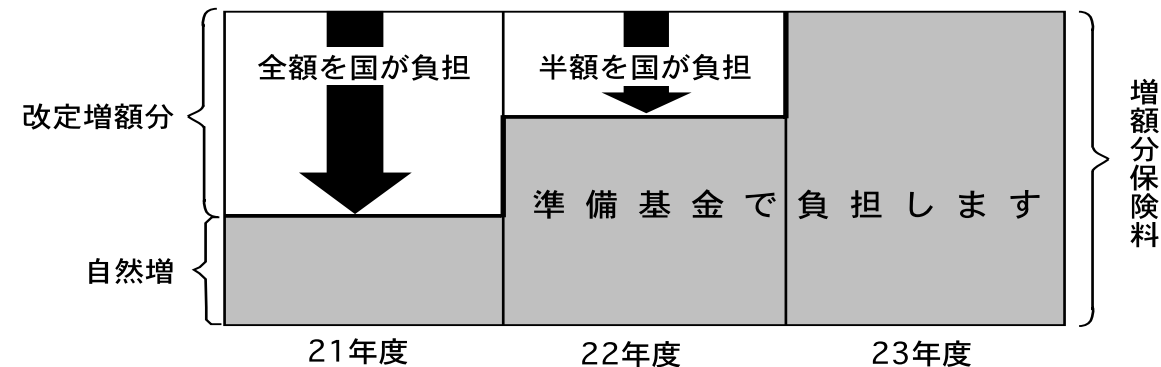 全額を国が負担
半額を国が負担
改定増額分
増額分保険料
準備基金で負担します
自然増
21年度
22年度
23年度